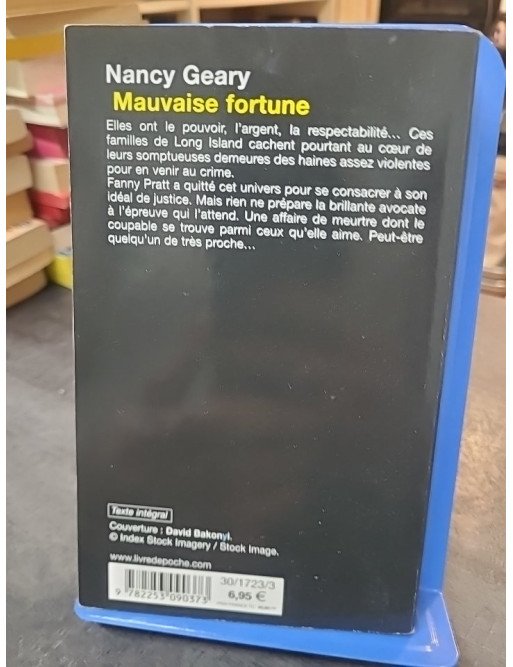 Nancy Geary
Mauvaise fortune
Elles ont le pouvoir, l'argent, la respectabilité... Ces
familles de Long Island cachent pourtant au cœur de
leurs somptueuses demeures des haines assez violentes
pour en venir au crime.
Fanny Pratt a quitté cet univers pour se consacrer à son
idéal de justice. Mais rien ne prépare la brillante avocate
à l'épreuve qui l'attend. Une affaire de meurtre dont le
coupable se trouve parmi ceux qu'elle aime. Peut-être
quelqu'un de très proche...
Texte intégral
Couverture : David Bakonyi.
© Index Stock Imagery / Stock Image.
www.livredepoche.com
30/1723/3
6,95 €
9 782253 090373